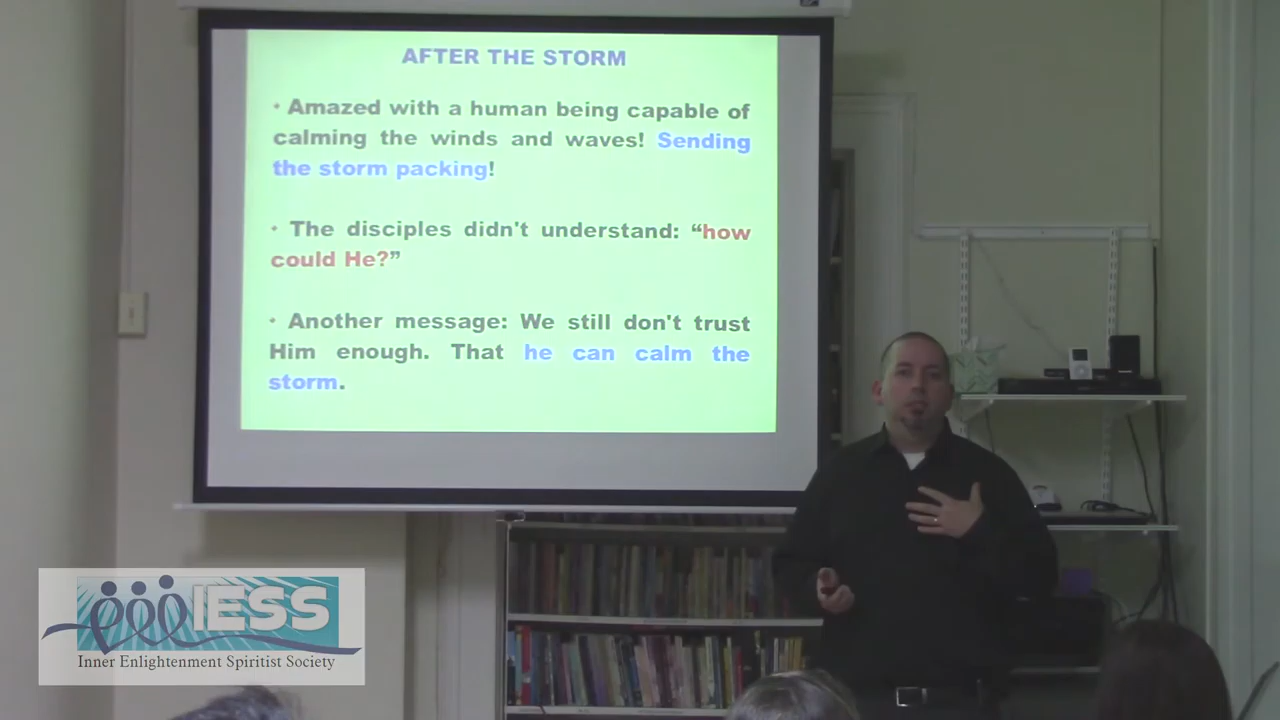 AFTER THE STORM
• Amazed with a human being capable of
calming the winds and waves! Sending
the storm packing!
• The disciples didn't understand: “how
could He?”
• Another message: We still don't trust
Him enough. That he can calm the
storm.
IESS
Inner Enlightenment Spiritist Society